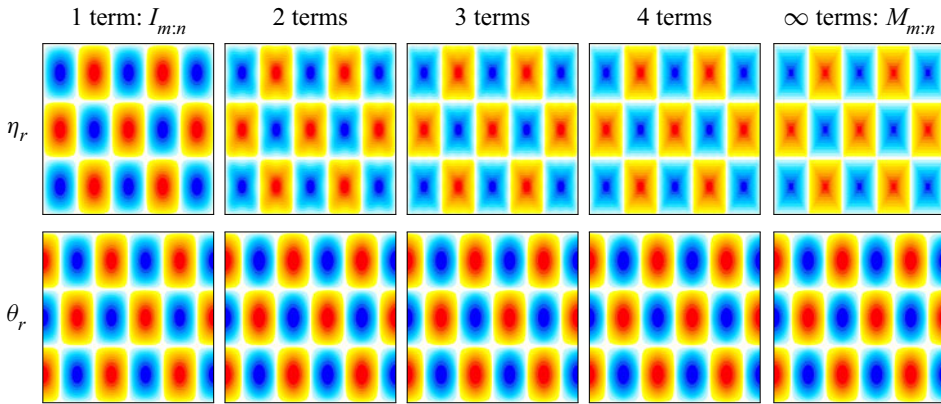 1 term: I_{m:n} 2 terms 3 terms 4 terms ∞ terms: M_{m:n}
η_r
θ_r